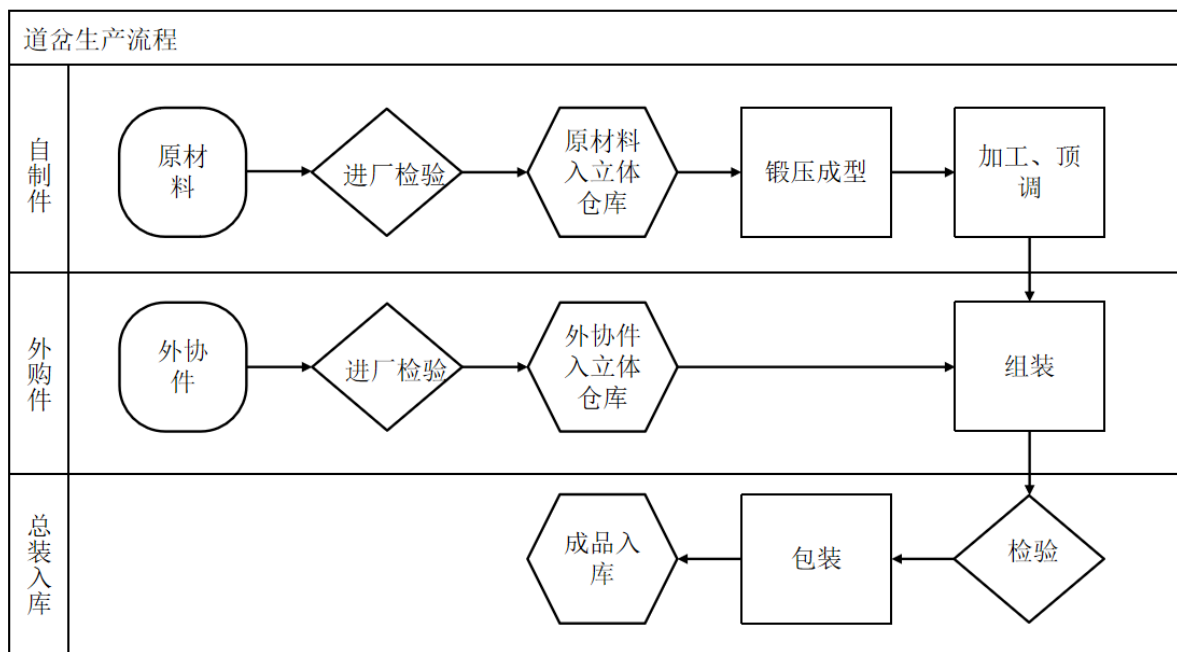 道岔生产流程
自制件
原材
料
进厂检验
原材料
入立体
仓库
锻压成型
加工、顶
调
外购件
外协
件
进厂检验
外协件
入立体
仓库
组装
总装入库
成品入
库
包装
检验